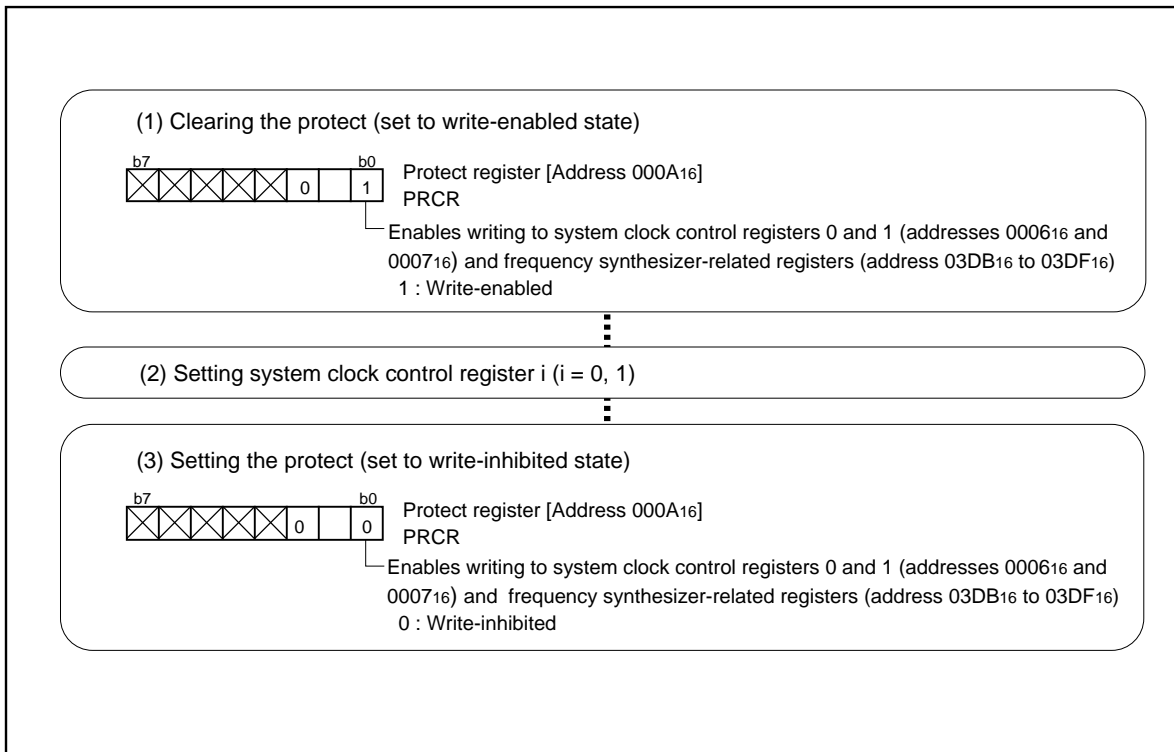 (1) Clearing the protect (set to write-enabled state)
b7 b0
0 1
Protect register [Address 000A16]
PRCR
Enables writing to system clock control registers 0 and 1 (addresses 000616 and
000716) and frequency synthesizer-related registers (address 03DB16 to 03DF16)
1 : Write-enabled
(2) Setting system clock control register i (i = 0, 1)
(3) Setting the protect (set to write-inhibited state)
b7 b0
0 0
Protect register [Address 000A16]
PRCR
Enables writing to system clock control registers 0 and 1 (addresses 000616 and
000716) and frequency synthesizer-related registers (address 03DB16 to 03DF16)
0 : Write-inhibited